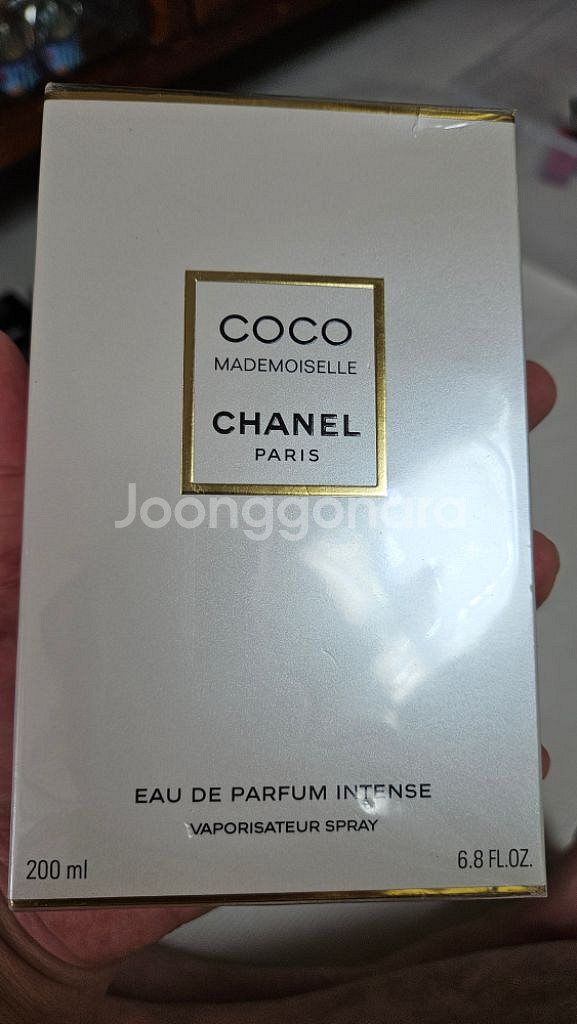 COCO
MADEMOISELLE
CHANEL
PARIS
Joonggonara
EAU DE PARFUM INTENSE
VAPORISATEUR SPRAY
200 ml
6.8 FL.OZ.